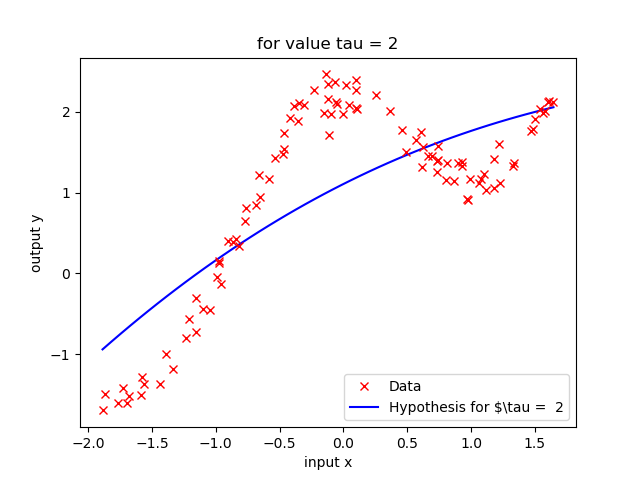 for value tau = 2
output y
2
1
0
−1
−2.0 −1.5 −1.0 −0.5 0.0 0.5 1.0 1.5
input x
Data
Hypothesis for $\tau = 2